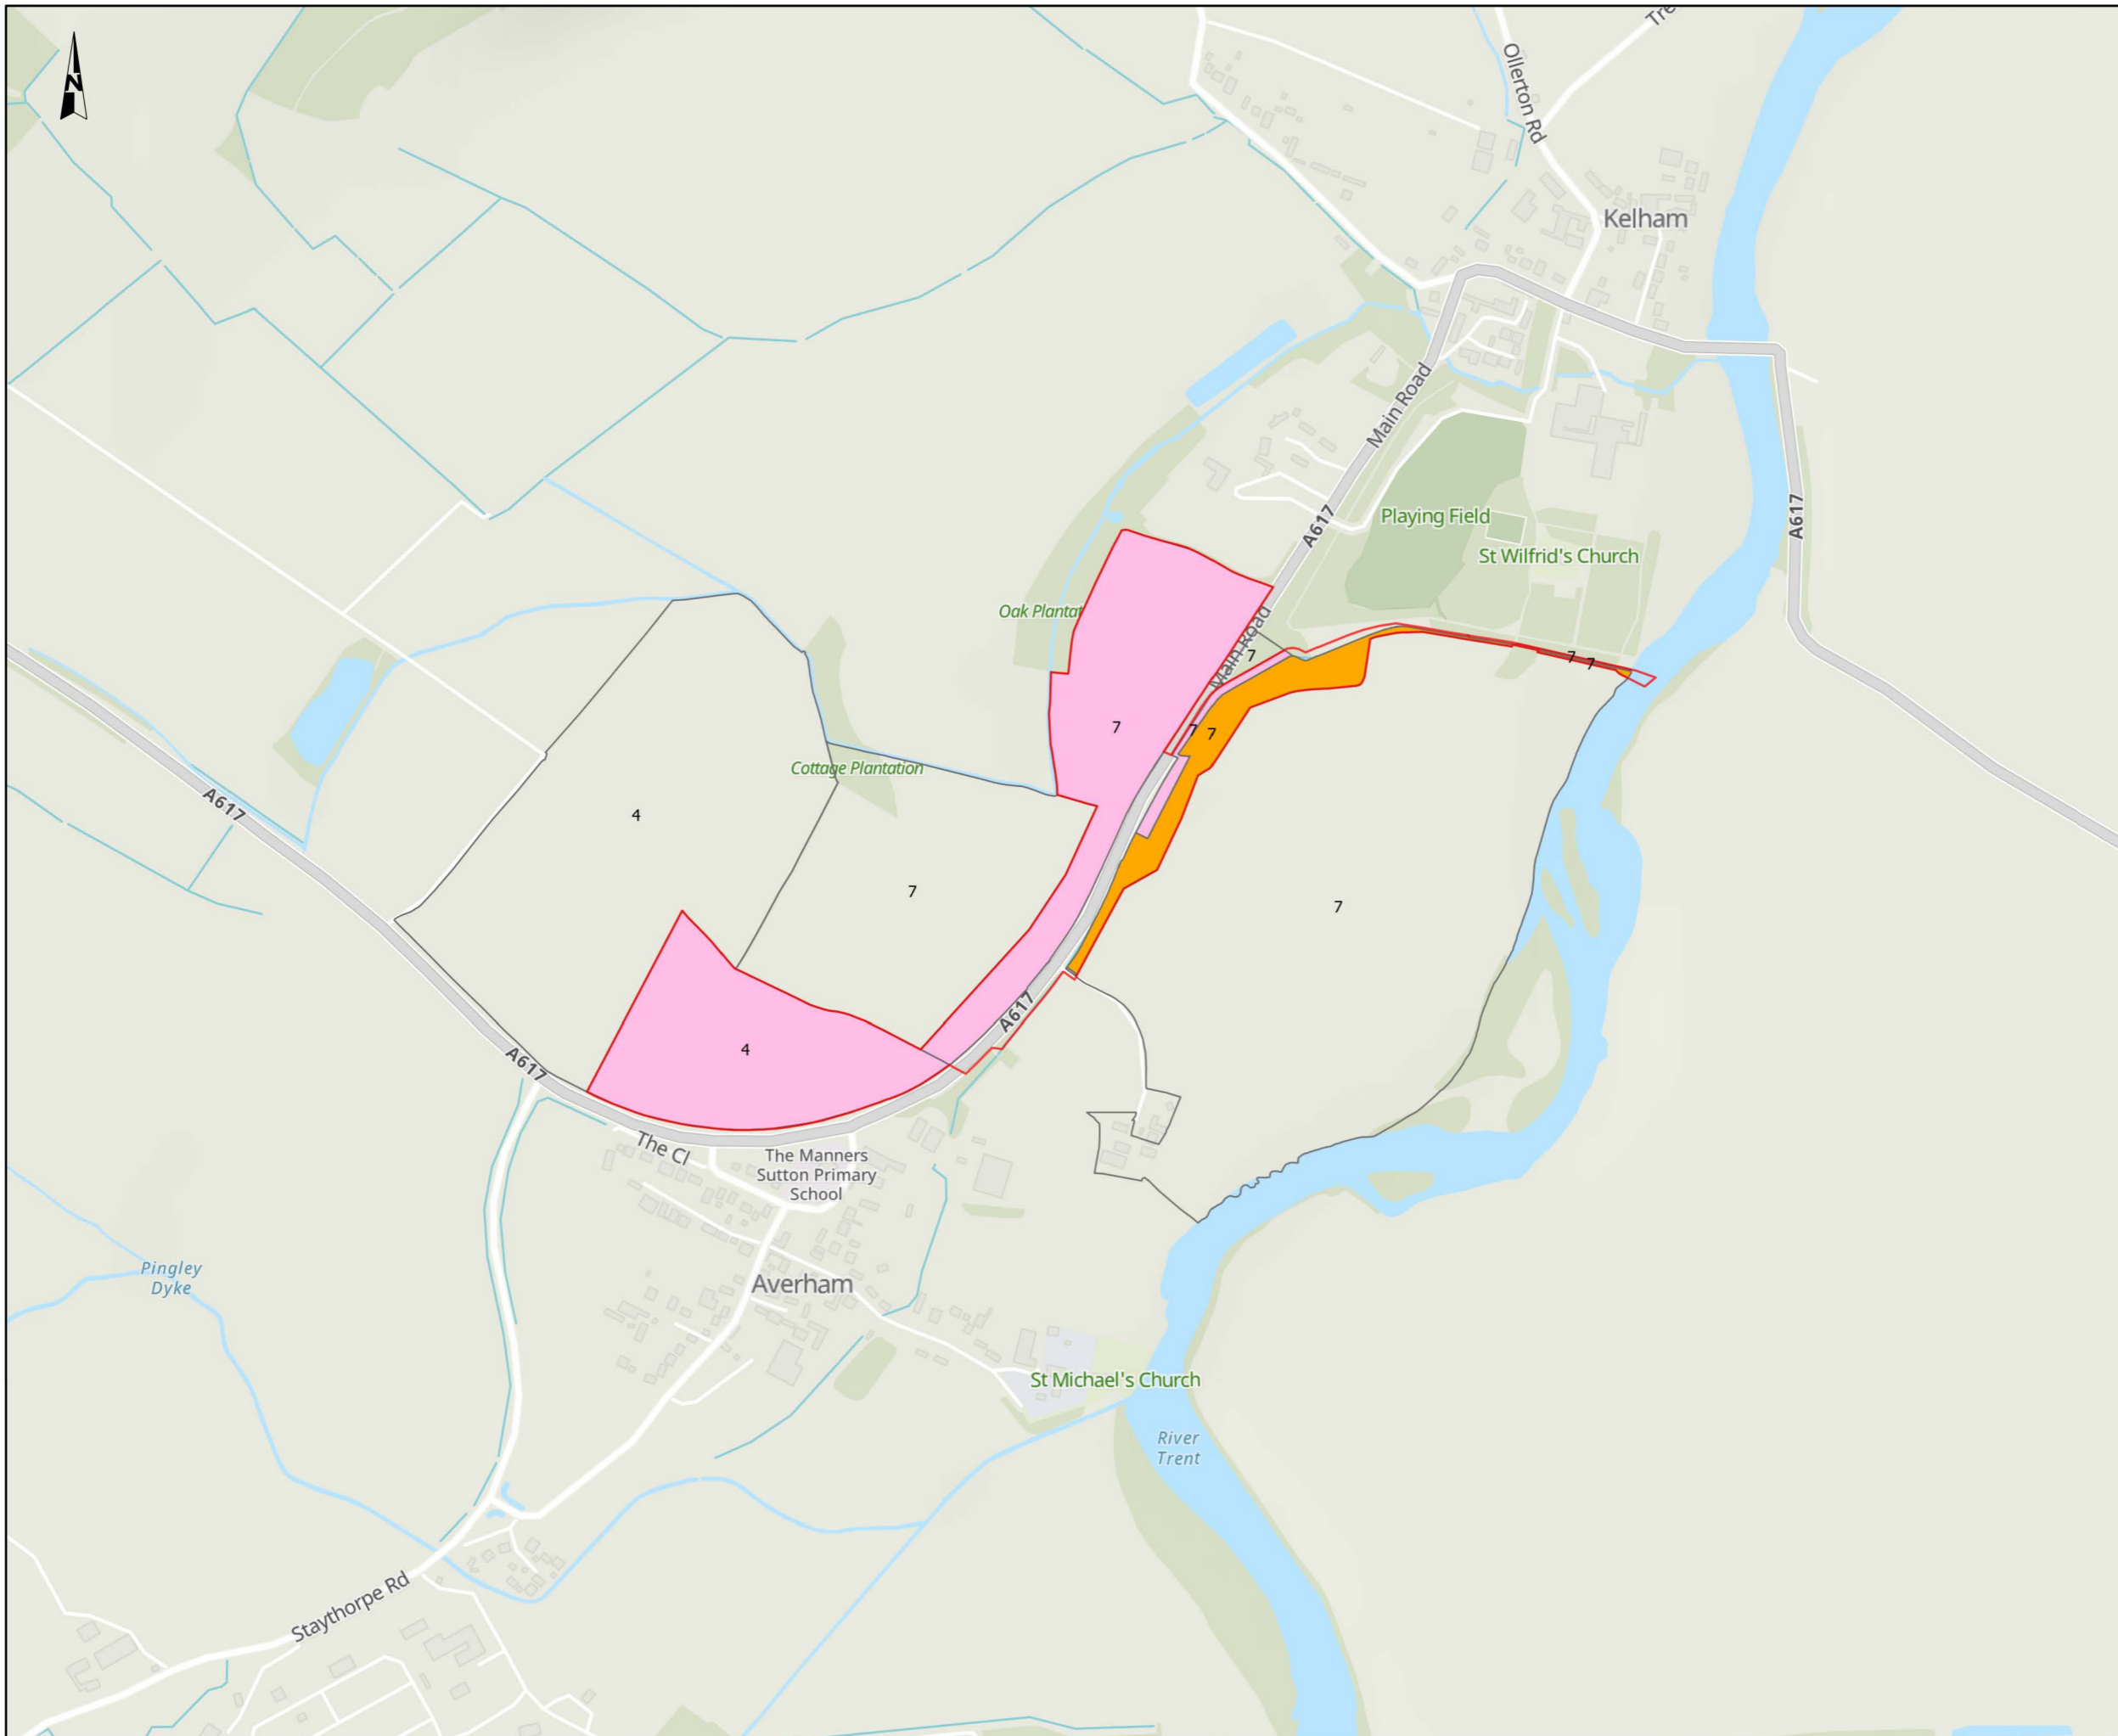 N
Ollerton Rd
Kelham
Main Road
A617
A617
Playing Field
St Wilfrid's Church
Oak Plantat
Main Road
7
7
7
7
7
7
A617
Cottage Plantation
4
7
7
4
A617
A617
The Cl
The Manners
Sutton Primary
School
Pingley
Dyke
Averham
St Michael's Church
River
Trent
Staythorpe Rd